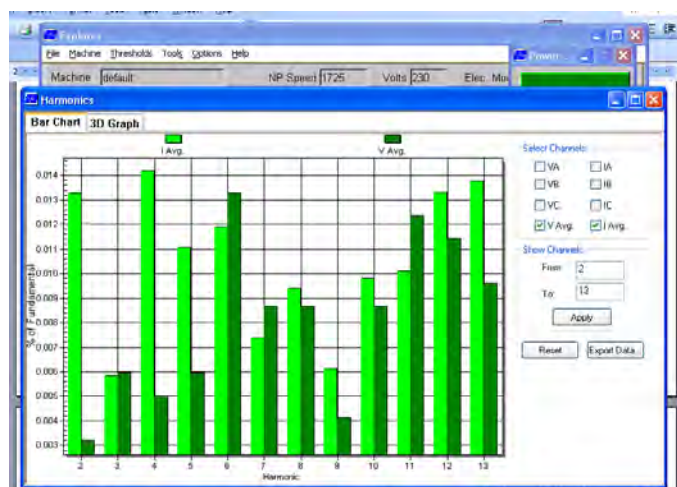 Explorer
File Machine Thresholds Tools Options Help
Power
Machine default NP Speed 1725 Volts 230 Elec. Mo
Harmonics
Bar Chart 3D Graph
I Avg. V Avg.
Select Channels:
VA IA
VB IB
VC IC
V Avg. I Avg.
Show Channels:
From: 2
To: 13
Apply
Reset Export Data
% of Fundamental
0.014
0.013
0.012
0.011
0.010
0.009
0.008
0.007
0.006
0.005
0.004
0.003
2 3 4 5 6 7 8 9 10 11 12 13
Harmonic